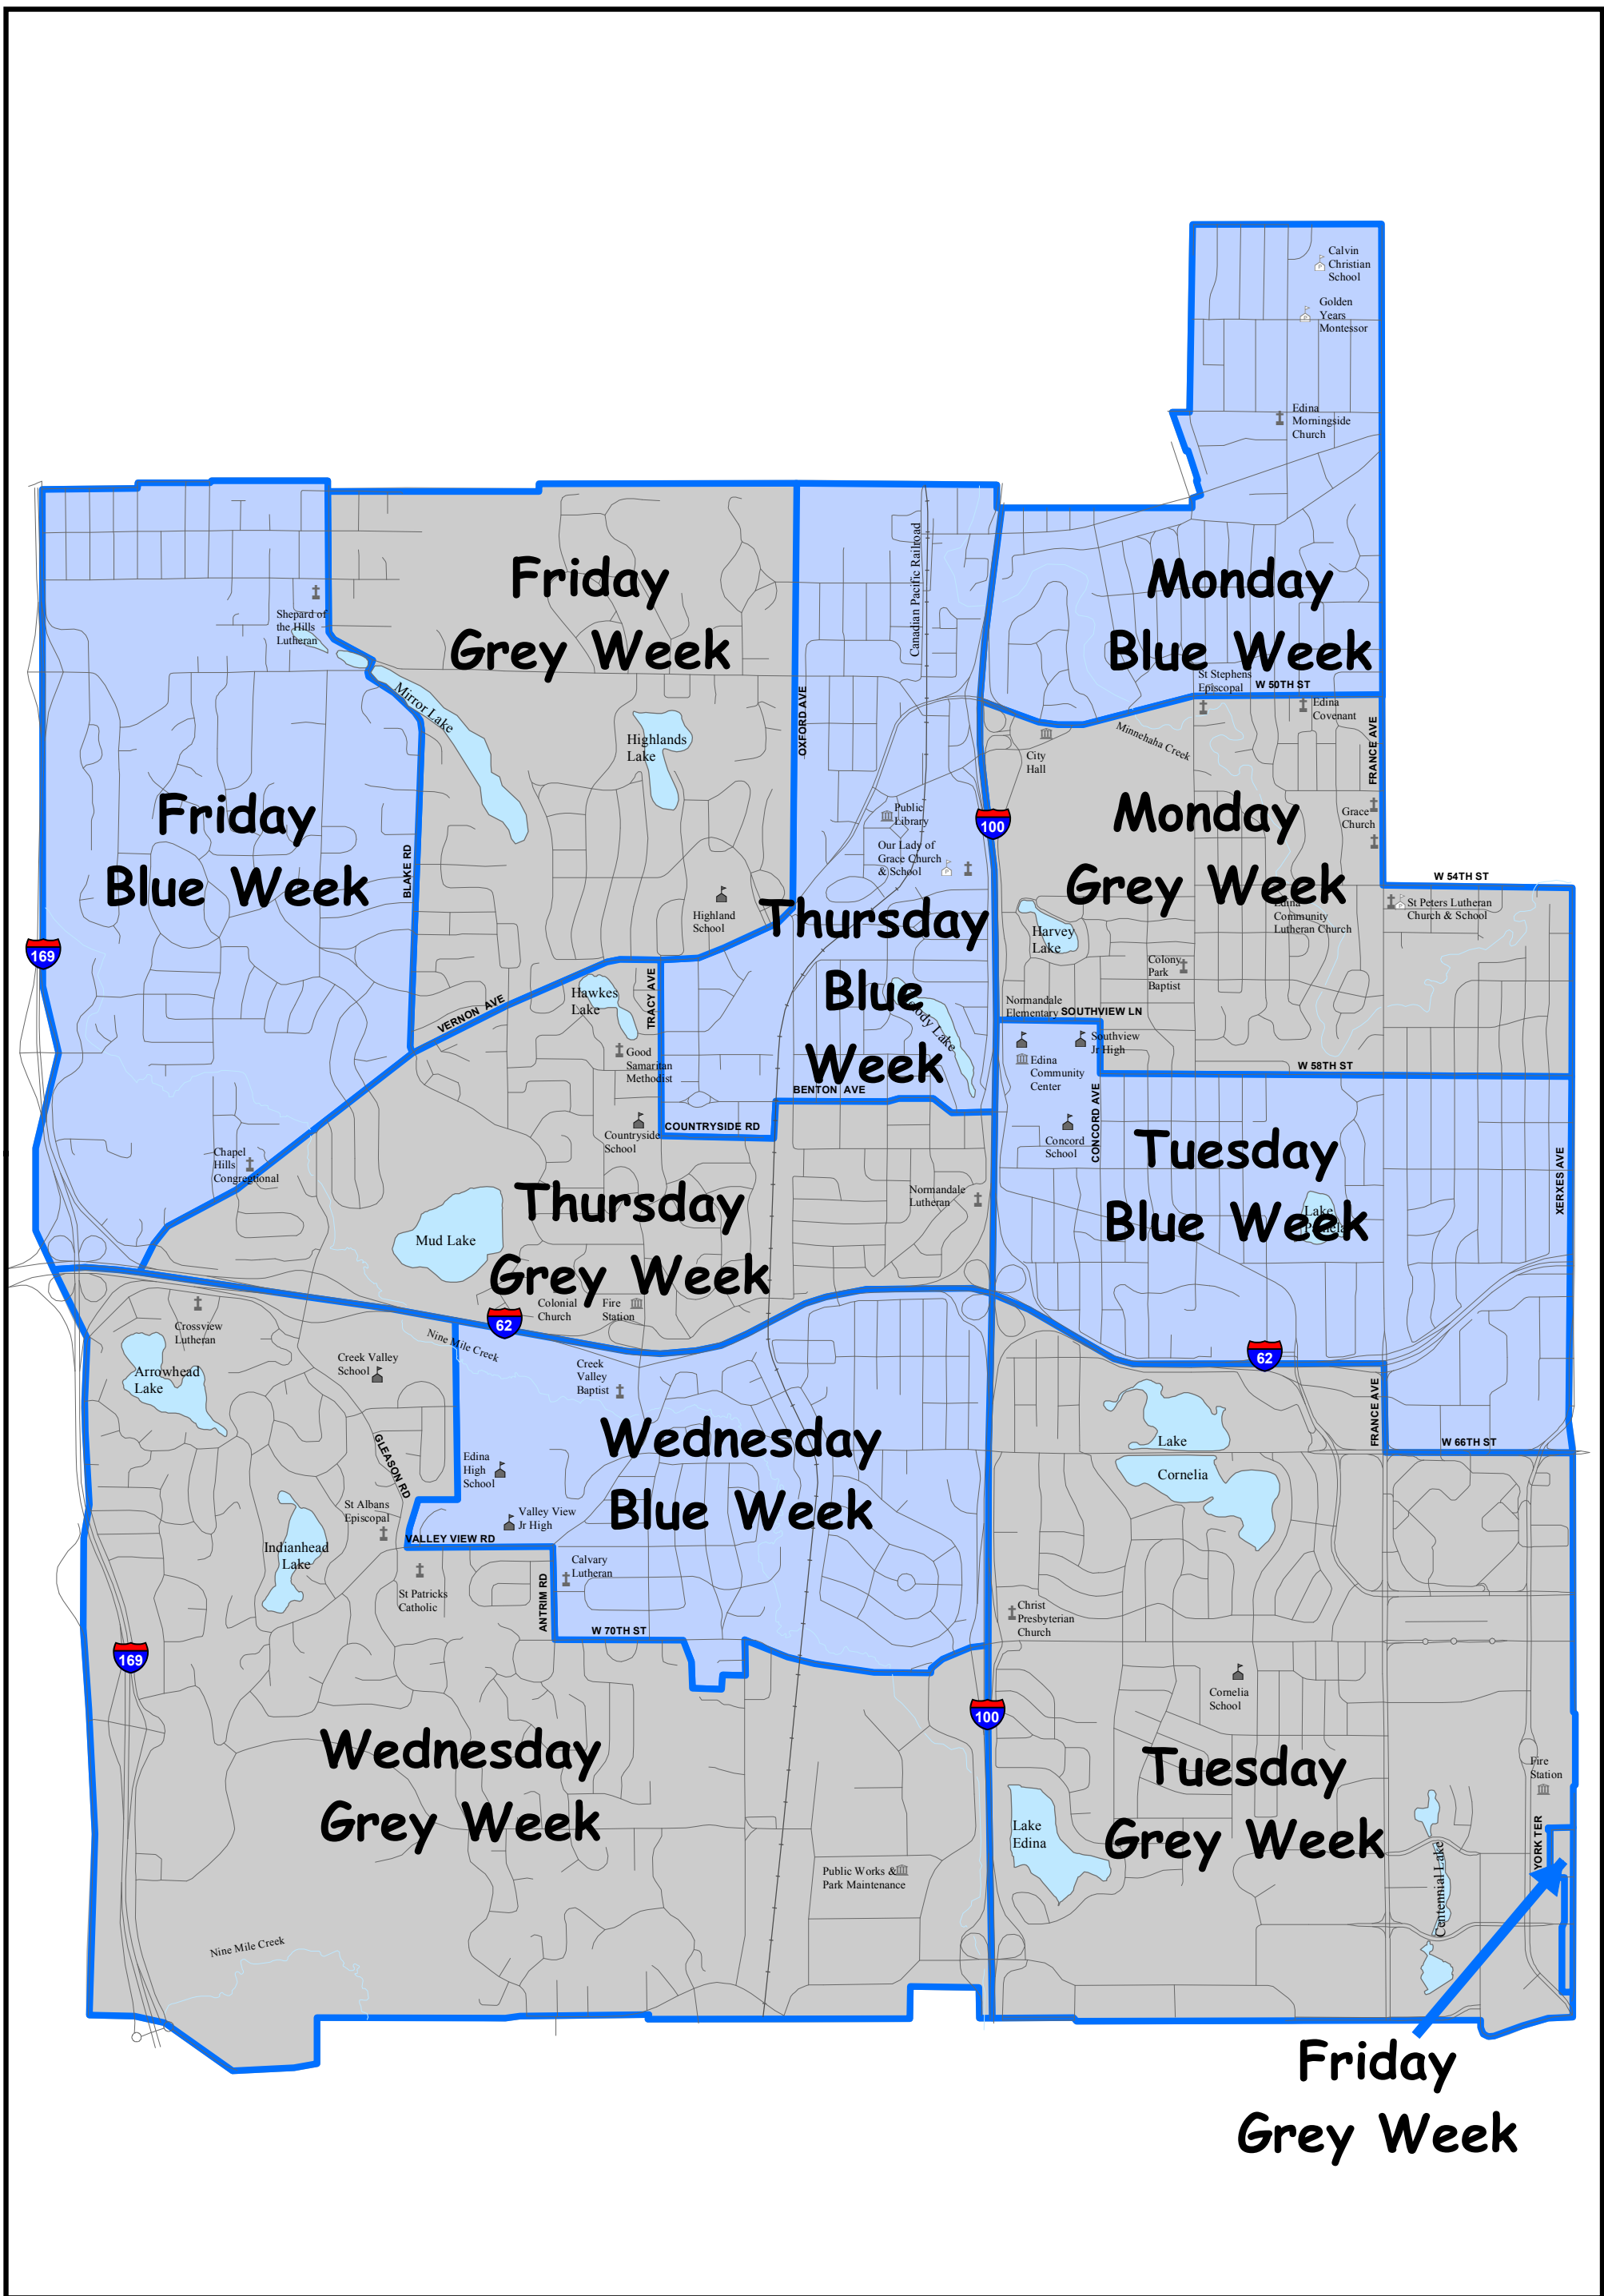 Calvin
Christian
School
Golden
Years
Montessor
Edina
Morningside
Church
Friday
Grey Week
Canadian Pacific Railroad
Monday
Blue Week
Shepard of
the Hills
Lutheran
St Stephens
Episcopal
W 50TH ST
Mirror Lake
Highlands
Lake
OXFORD AVE
Edina
Covenant
Minnehaha Creek
FRANCE AVE
City
Hall
Friday
Blue Week
BLAKE RD
Public
Library
100
Monday
Grey Week
Grace
Church
Our Lady of
Grace Church
& School
W 54TH ST
Highland
School
Thursday
Blue
Week
Harvey
Lake
Edina
Community
Lutheran Church
St Peters Lutheran
Church & School
169
Colony
Park
Baptist
Hawkes
Lake
VERNON AVE
TRACY AVE
Normandale
Elementary
SOUTHVIEW LN
Southview
Jr High
Good
Samaritan
Methodist
Edina
Community
Center
W 58TH ST
BENTON AVE
CONCORD AVE
COUNTRYSIDE RD
Countryside
School
Concord
School
Tuesday
Blue Week
XERXES AVE
Chapel
Hills
Congregational
Thursday
Grey Week
Normandale
Lutheran
Lake
Mud Lake
Colonial
Church
Fire
Station
62
Crossview
Lutheran
Nine Mile Creek
Creek Valley
School
Creek
Valley
Baptist
62
Arrowhead
Lake
FRANCE AVE
Wednesday
Blue Week
Lake
Cornelia
W 66TH ST
GLEASON RD
Edina
High
School
St Albans
Episcopal
Valley View
Jr High
VALLEY VIEW RD
Indianhead
Lake
Calvary
Lutheran
St Patricks
Catholic
ANTRIM RD
W 70TH ST
Christ
Presbyterian
Church
169
Cornelia
School
100
Wednesday
Grey Week
Tuesday
Grey Week
Fire
Station
Lake
Edina
YORK TER
Public Works &
Park Maintenance
Centennial Lake
Nine Mile Creek
Friday
Grey Week